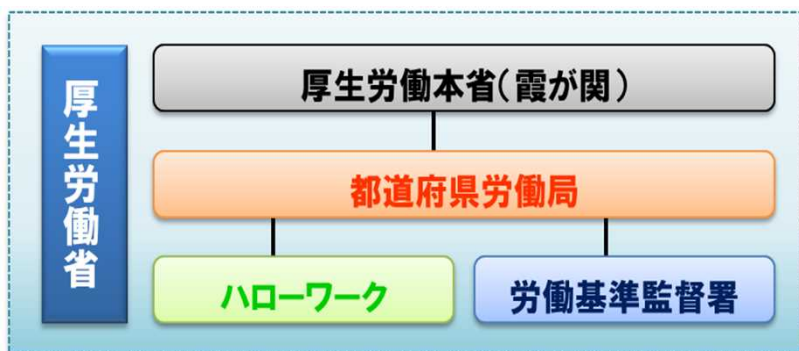 厚生労働省
厚生労働本省(霞が関)
都道府県労働局
ハローワーク
労働基準監督署